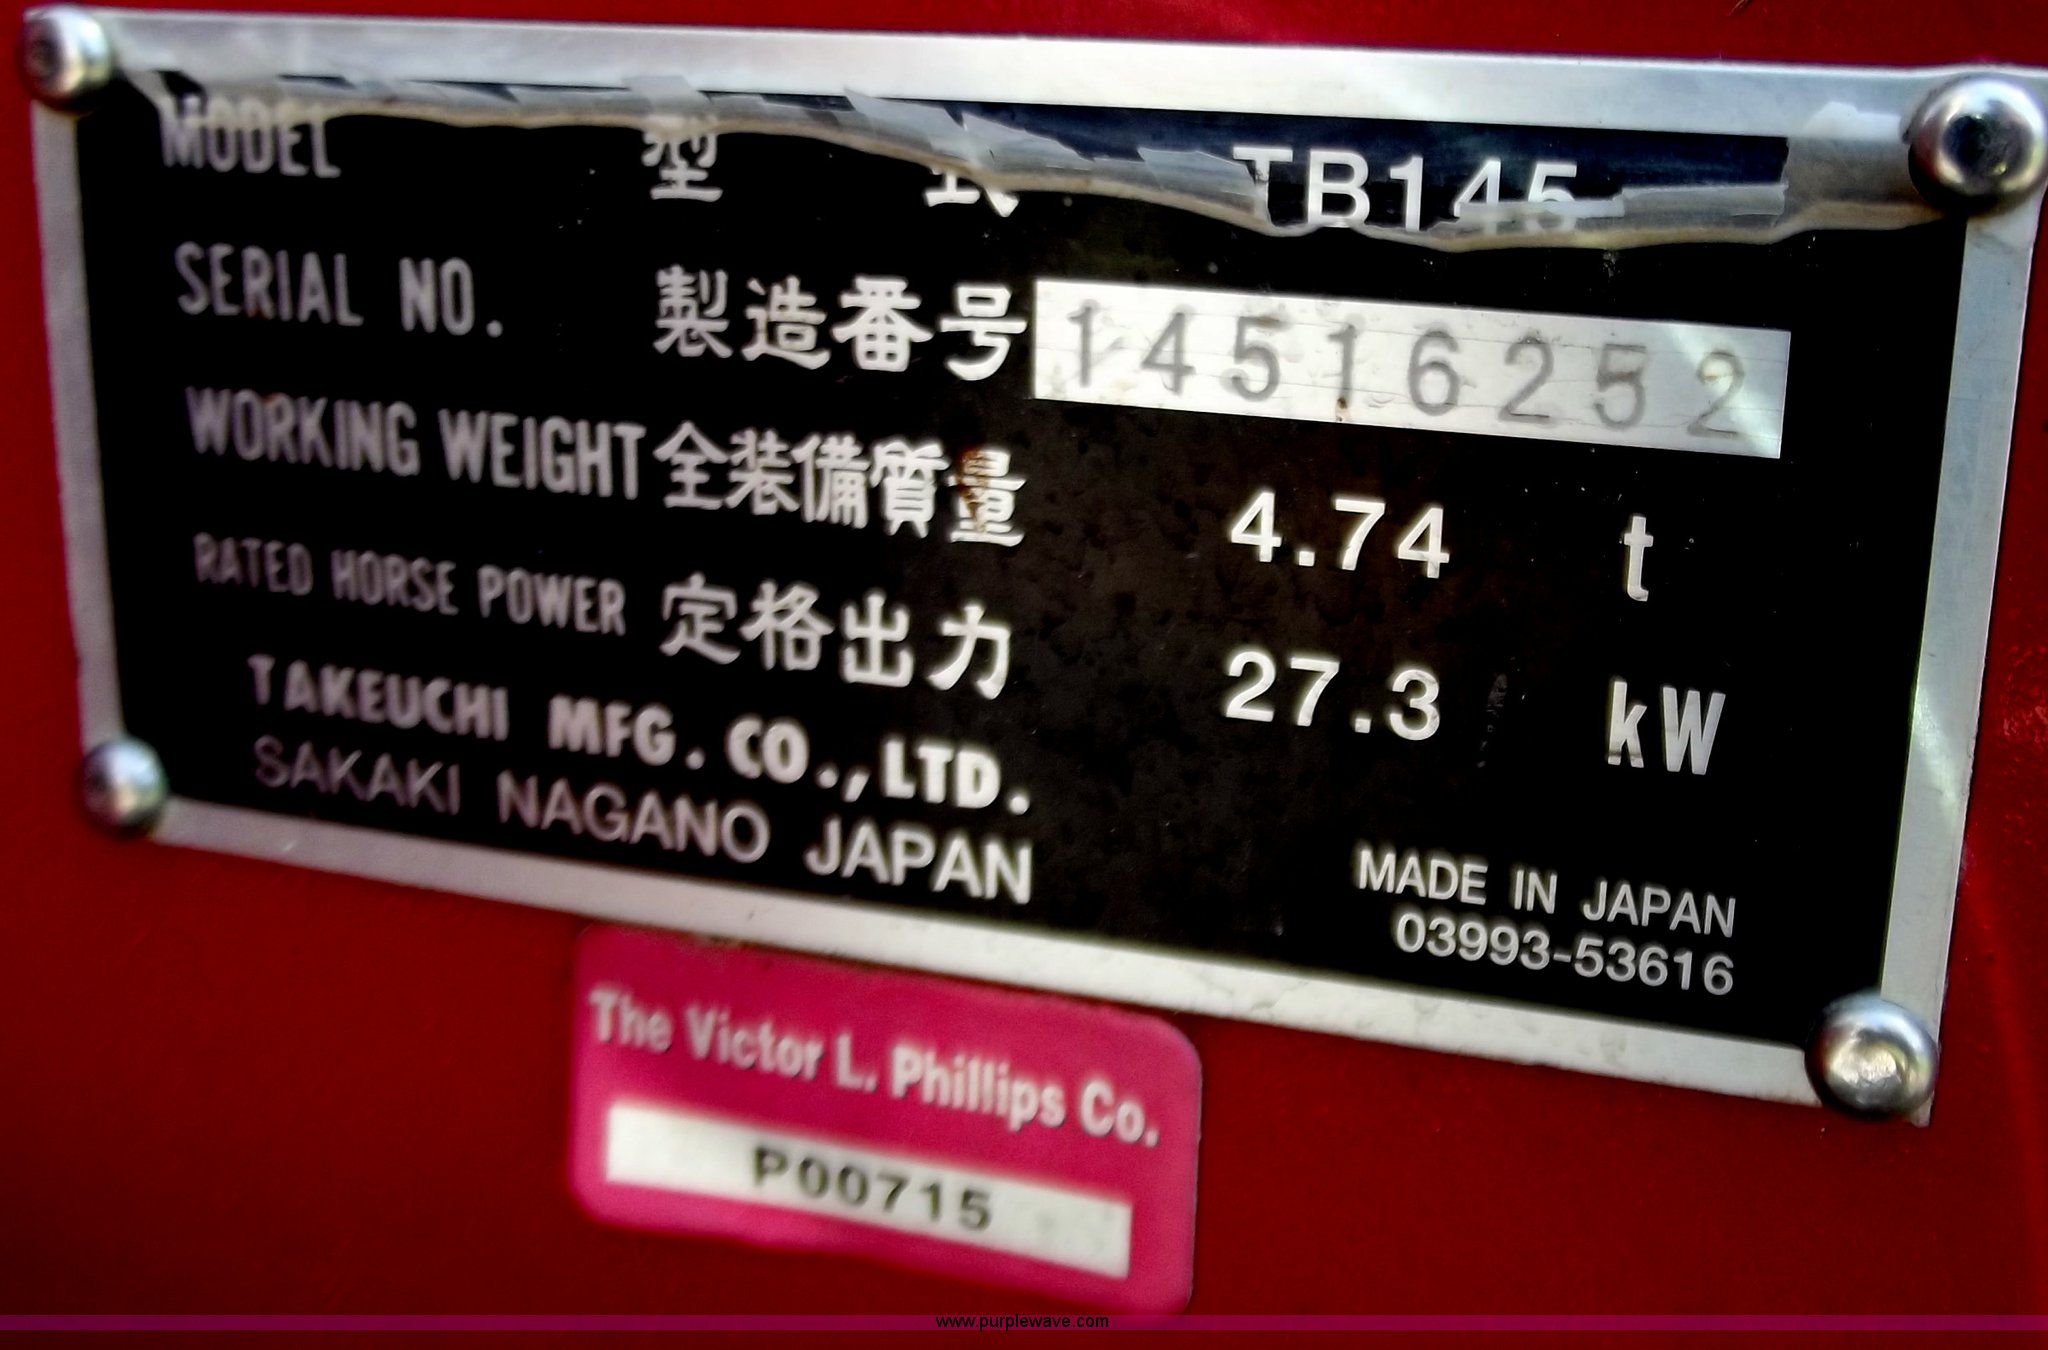 MODEL 型式 TB145
SERIAL NO. 製造番号 14516252
WORKING WEIGHT 全装備質量 4.74 t
RATED HORSE POWER 定格出力 27.3 kW
TAKEUCHI MFG. CO., LTD.
SAKAKI NAGANO JAPAN
MADE IN JAPAN
03993-53616
The Victor L. Phillips Co.
P00715
www.purplewave.com